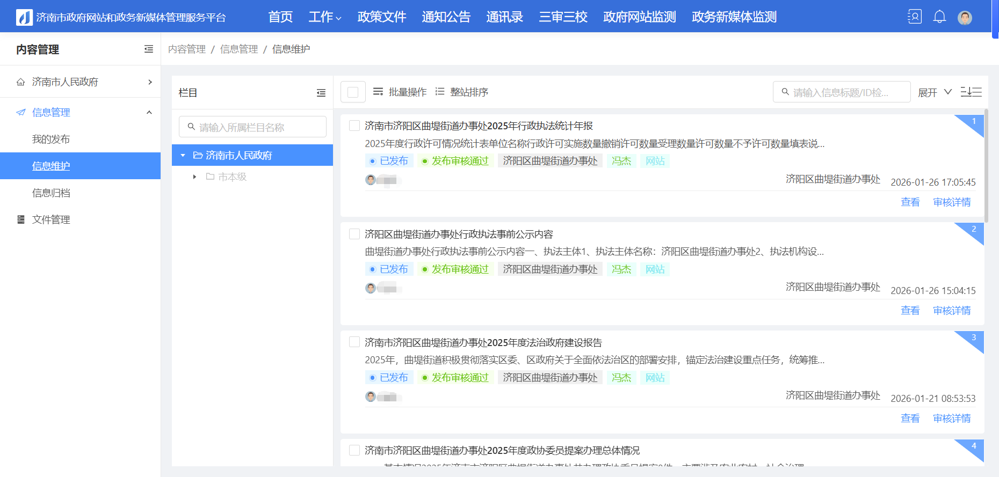 济南市政府网站和政务新媒体管理服务平台
首页 工作 政策文件 通知公告 通讯录 三审三校 政府网站监测 政务新媒体监测
内容管理
济南市人民政府
信息管理
我的发布
信息维护
信息归档
文件管理
内容管理 / 信息管理 / 信息维护
栏目
请输入所属栏目名称
济南市人民政府
市本级
批量操作 整站排序 请输入信息标题/ID检... 展开
济南市济阳区曲堤街道办事处2025年行政执法统计年报 1
2025年度行政许可情况统计表单位名称行政许可实施数量撤销许可数量受理数量许可数量不予许可数量填表说...
已发布 发布审核通过 济阳区曲堤街道办事处 冯杰 网站
济阳区曲堤街道办事处 2026-01-26 17:05:45
查看 审核详情
济阳区曲堤街道办事处行政执法事前公示内容 2
曲堤街道办事处行政执法事前公示内容一、执法主体1、执法主体名称：济阳区曲堤街道办事处2、执法机构设...
已发布 发布审核通过 济阳区曲堤街道办事处 冯杰 网站
济阳区曲堤街道办事处 2026-01-26 15:04:15
查看 审核详情
济南市济阳区曲堤街道办事处2025年度法治政府建设报告 3
2025年，曲堤街道积极贯彻落实区委、区政府关于全面依法治区的部署安排，锚定法治建设重点任务，统筹推...
已发布 发布审核通过 济阳区曲堤街道办事处 冯杰 网站
济阳区曲堤街道办事处 2026-01-21 08:53:53
查看 审核详情
济南市济阳区曲堤街道办事处2025年度政协委员提案办理总体情况 4